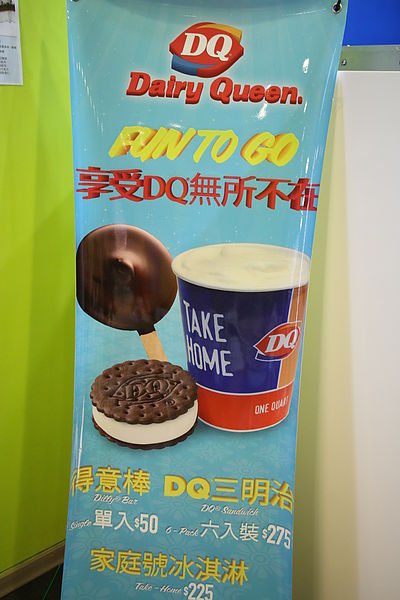 DQ
Dairy Queen.
FUN TO GO
享受DQ無所不在
TAKE
HOME
DQ
ONE QUART
DQ
得意棒 DQ三明治
Dilly® Bar DQ® Sandwich
Single 單入$50 6-Pack 六入裝$275
家庭號冰淇淋
Take-Home $225